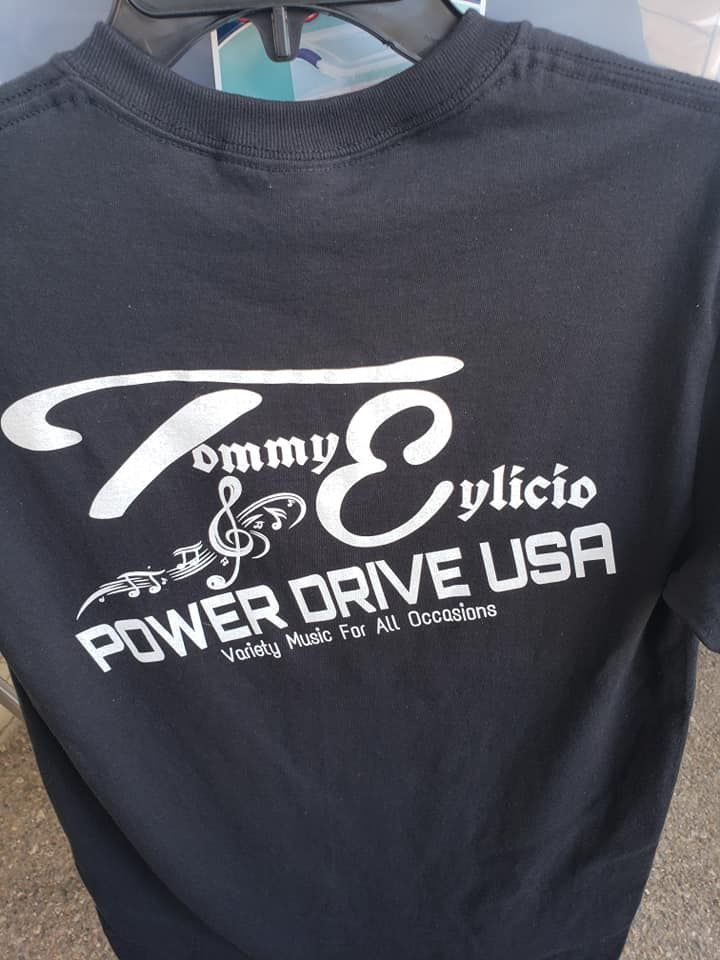 Tommy Eylicio
POWER DRIVE USA
Variety Music For All Occasions